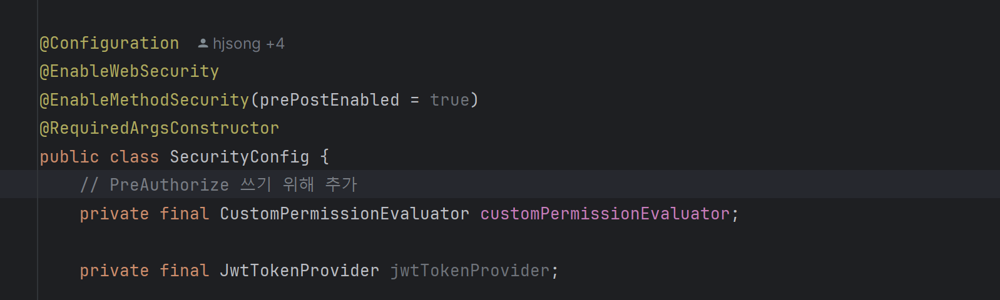 @Configuration hjsong +4
@EnableWebSecurity
@EnableMethodSecurity(prePostEnabled = true)
@RequiredArgsConstructor
public class SecurityConfig {
// PreAuthorize 쓰기 위해 추가
private final CustomPermissionEvaluator customPermissionEvaluator;
private final JwtTokenProvider jwtTokenProvider;